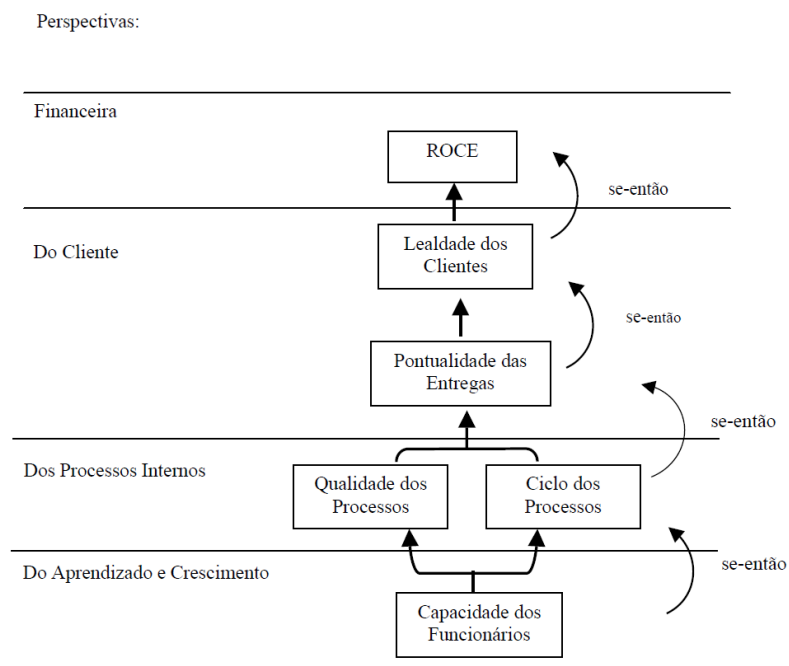 Perspectivas:
Financeira
ROCE
se-então
Do Cliente
Lealdade dos
Clientes
se-então
Pontualidade das
Entregas
se-então
Dos Processos Internos
Qualidade dos
Processos
Ciclo dos
Processos
se-então
Do Aprendizado e Crescimento
Capacidade dos
Funcionários